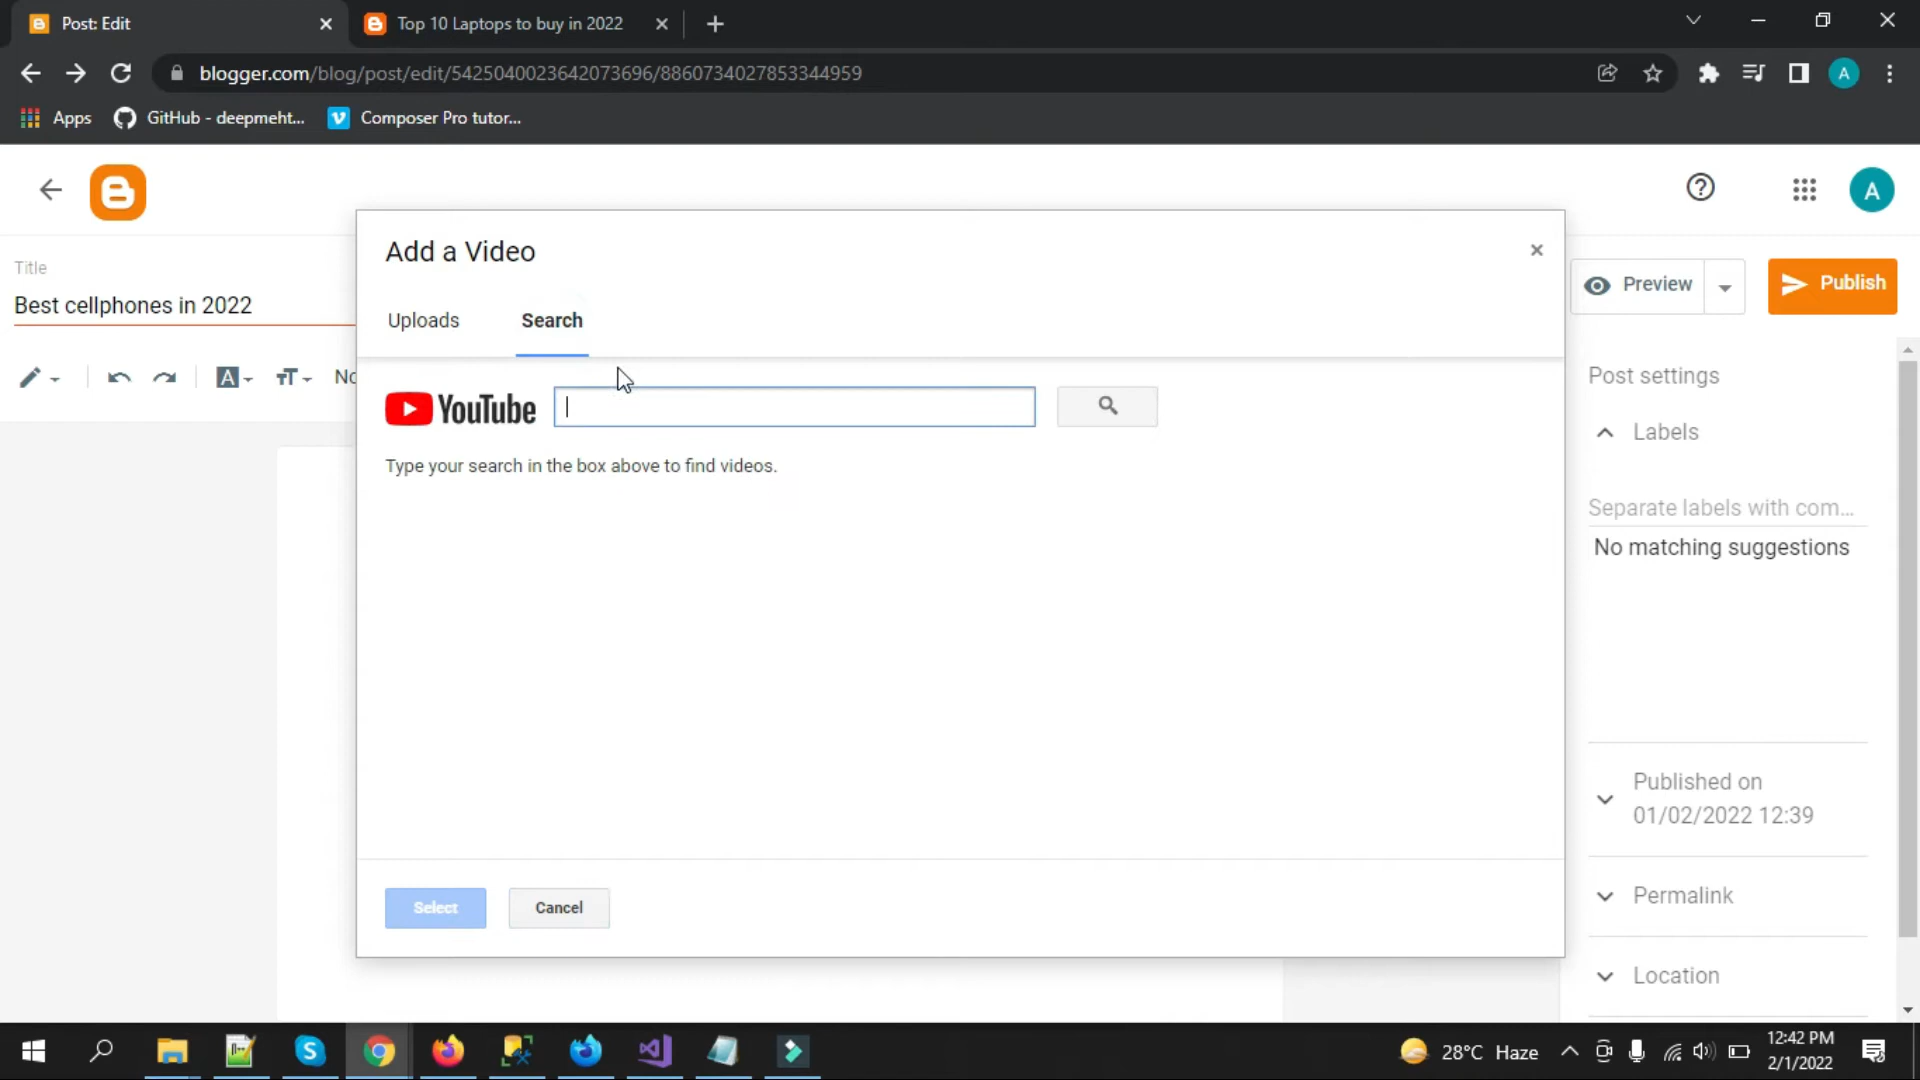 Post: Edit
Top 10 Laptops to buy in 2022
blogger.com/blog/post/edit/5425040023642073696/8860734027853344959
A
Apps
GitHub - deepmeht...
Composer Pro tutor...
A
Title
Best cellphones in 2022
Add a Video
Preview
Publish
Uploads
Search
A
No
YouTube
Type your search in the box above to find videos.
Post settings
Labels
Separate labels with com...
No matching suggestions
Published on
01/02/2022 12:39
Permalink
Location
Select
Cancel
28°C Haze
12:42 PM
2/1/2022